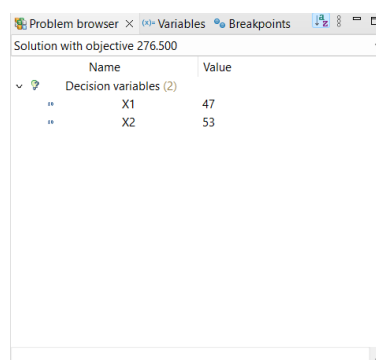 Problem browser × (x)= Variables Breakpoints
Solution with objective 276.500
Name Value
Decision variables (2)
X1 47
X2 53